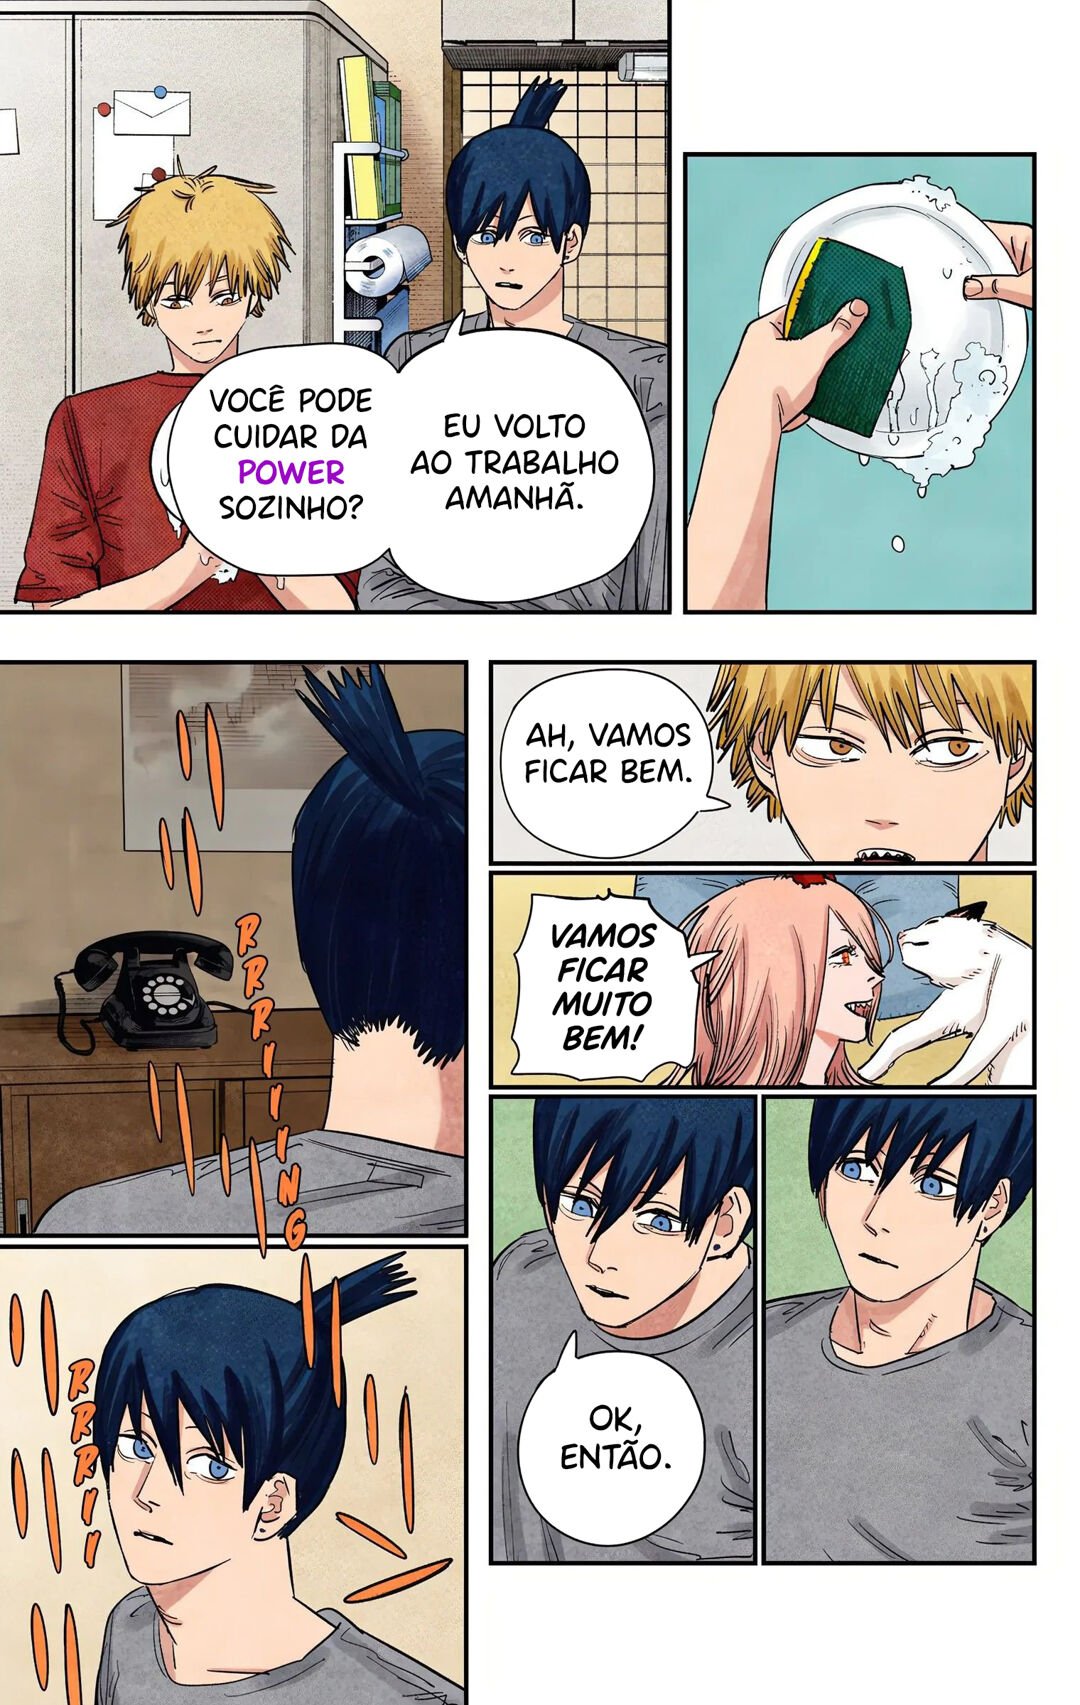 EU VOLTO
AO TRABALHO
AMANHÃ.
VOCÊ PODE
CUIDAR DA
POWER
SOZINHO?
AH, VAMOS
FICAR BEM.
VAMOS
FICAR
MUITO
BEM!
OK,
ENTÃO.
RRRIIING
RRRII